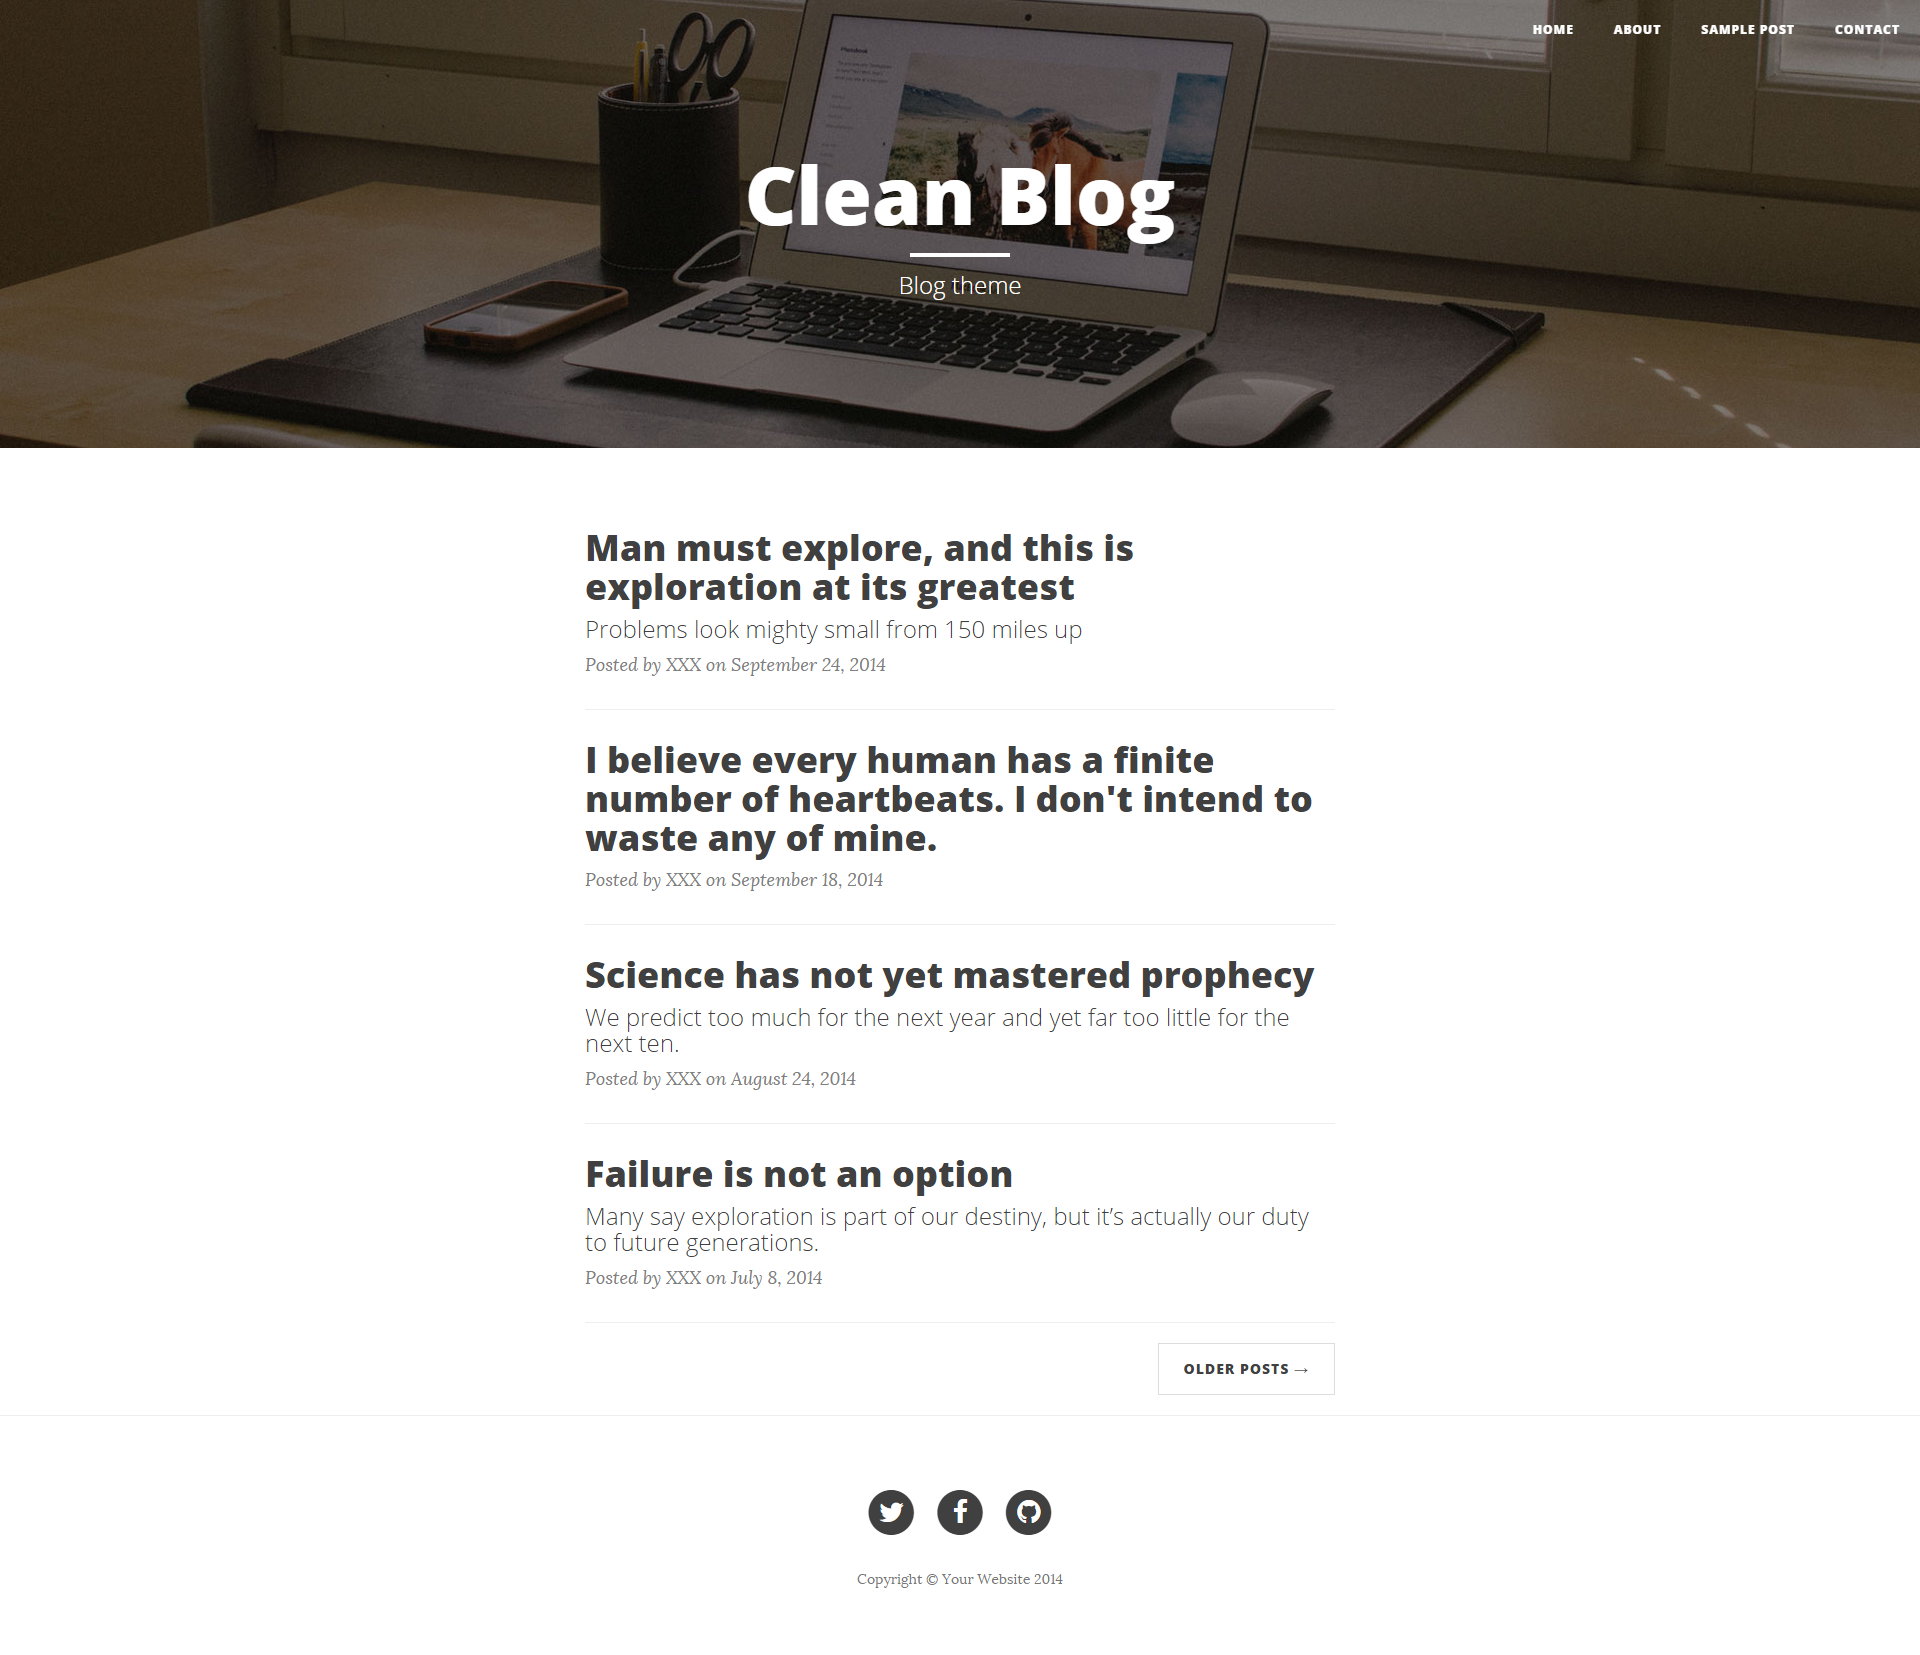 HOME ABOUT SAMPLE POST CONTACT
Clean Blog
Blog theme
Man must explore, and this is
exploration at its greatest
Problems look mighty small from 150 miles up
Posted by XXX on September 24, 2014
I believe every human has a finite
number of heartbeats. I don't intend to
waste any of mine.
Posted by XXX on September 18, 2014
Science has not yet mastered prophecy
We predict too much for the next year and yet far too little for the
next ten.
Posted by XXX on August 24, 2014
Failure is not an option
Many say exploration is part of our destiny, but it’s actually our duty
to future generations.
Posted by XXX on July 8, 2014
OLDER POSTS →
Copyright © Your Website 2014